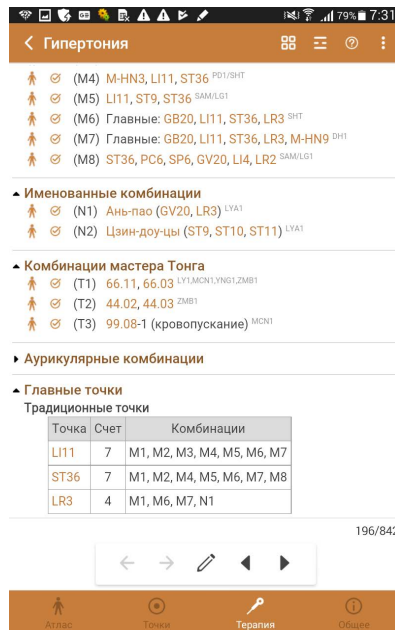 79% 7:31
Гипертония
(M4) M-HN3, LI11, ST36 PD1/SHT
(M5) LI11, ST9, ST36 SAM/LG1
(M6) Главные: GB20, LI11, ST36, LR3 SHT
(M7) Главные: GB20, LI11, ST36, LR3, M-HN9 DH1
(M8) ST36, PC6, SP6, GV20, LI4, LR2 SAM/LG1
Именованные комбинации
(N1) Ань-пао (GV20, LR3) LYA1
(N2) Цзин-доу-цы (ST9, ST10, ST11) LYA1
Комбинации мастера Тонга
(T1) 66.11, 66.03 LY1,MCN1,YNG1,ZMB1
(T2) 44.02, 44.03 ZMB1
(T3) 99.08-1 (кровопускание) MCN1
Аурикулярные комбинации
Главные точки
Традиционные точки
Точка Счет Комбинации
LI11 7 M1, M2, M3, M4, M5, M6, M7
ST36 7 M1, M2, M4, M5, M6, M7, M8
LR3 4 M1, M6, M7, N1
196/842
Атлас Точки Терапия Общее